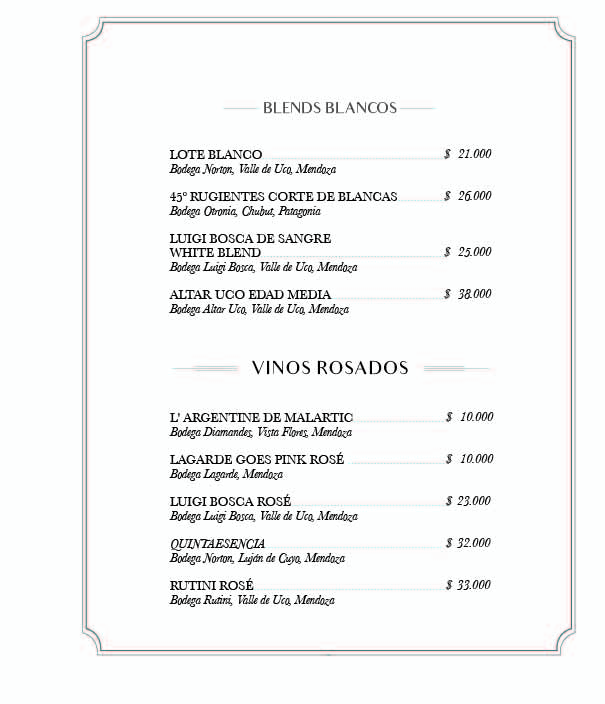 BLENDS BLANCOS
LOTE BLANCO $ 21.000
Bodega Norton, Valle de Uco, Mendoza
45º RUGIENTES CORTE DE BLANCAS $ 26.000
Bodega Otronia, Chubut, Patagonia
LUIGI BOSCA DE SANGRE
WHITE BLEND $ 25.000
Bodega Luigi Bosca, Valle de Uco, Mendoza
ALTAR UCO EDAD MEDIA $ 38.000
Bodega Altar Uco, Valle de Uco, Mendoza
VINOS ROSADOS
L' ARGENTINE DE MALARTIC $ 10.000
Bodega Diamandes, Vista Flores, Mendoza
LAGARDE GOES PINK ROSÉ $ 10.000
Bodega Lagarde, Mendoza
LUIGI BOSCA ROSÉ $ 23.000
Bodega Luigi Bosca, Valle de Uco, Mendoza
QUINTAESENCIA $ 32.000
Bodega Norton, Luján de Cuyo, Mendoza
RUTINI ROSÉ $ 33.000
Bodega Rutini, Valle de Uco, Mendoza